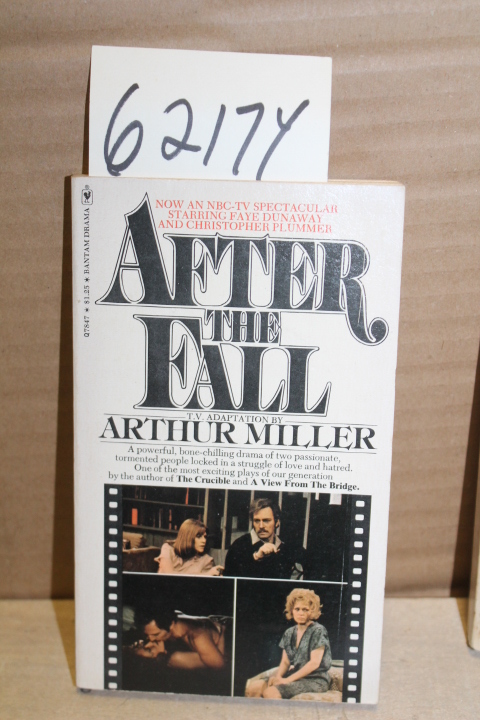 62174
NOW AN NBC-TV SPECTACULAR
STARRING FAYE DUNAWAY
AND CHRISTOPHER PLUMMER
AFTER
THE
FALL
T.V. ADAPTATION BY
ARTHUR MILLER
A powerful, bone-chilling drama of two passionate,
tormented people locked in a struggle of love and hatred.
One of the most exciting plays of our generation
by the author of The Crucible and A View From The Bridge.
Q7847 ★ $1.25 ★ BANTAM DRAMA